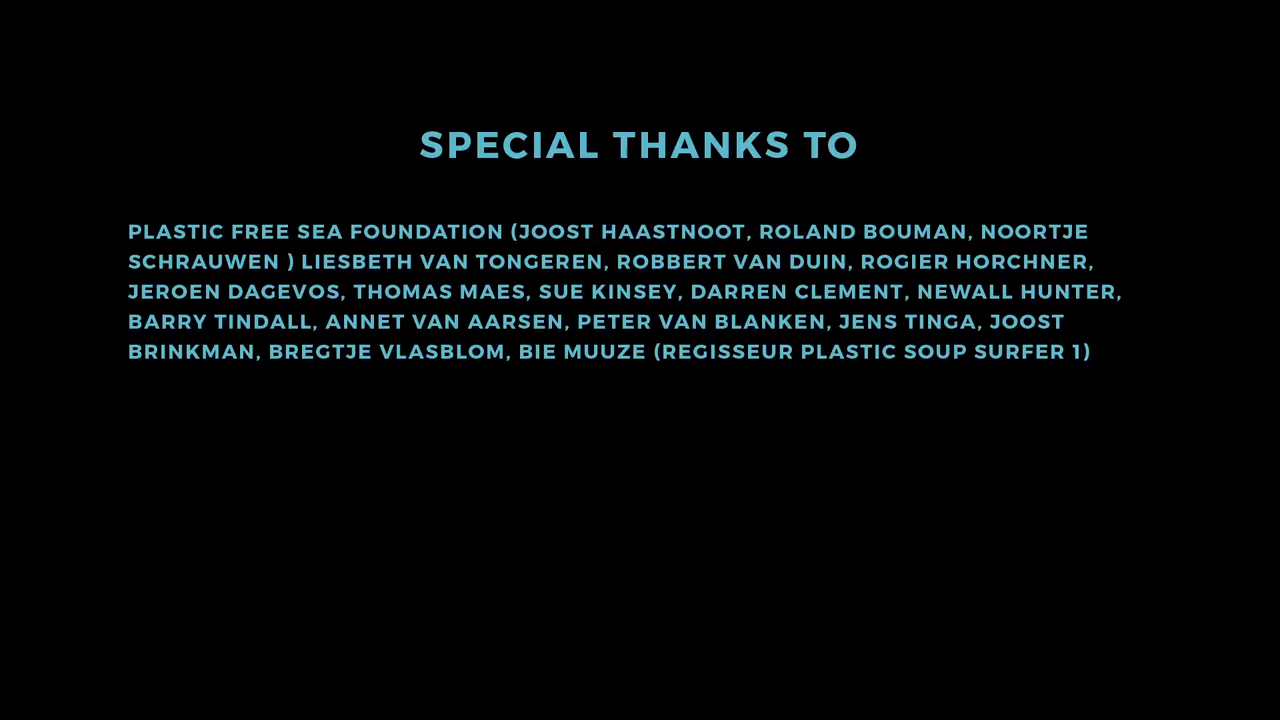 SPECIAL THANKS TO
PLASTIC FREE SEA FOUNDATION (JOOST HAASTNOOT, ROLAND BOUMAN, NOORTJE
SCHRAUWEN ) LIESBETH VAN TONGEREN, ROBBERT VAN DUIN, ROGIER HORCHNER,
JEROEN DAGEVOS, THOMAS MAES, SUE KINSEY, DARREN CLEMENT, NEWALL HUNTER,
BARRY TINDALL, ANNET VAN AARSEN, PETER VAN BLANKEN, JENS TINGA, JOOST
BRINKMAN, BREGTJE VLASBLOM, BIE MUUZE (REGISSEUR PLASTIC SOUP SURFER 1)